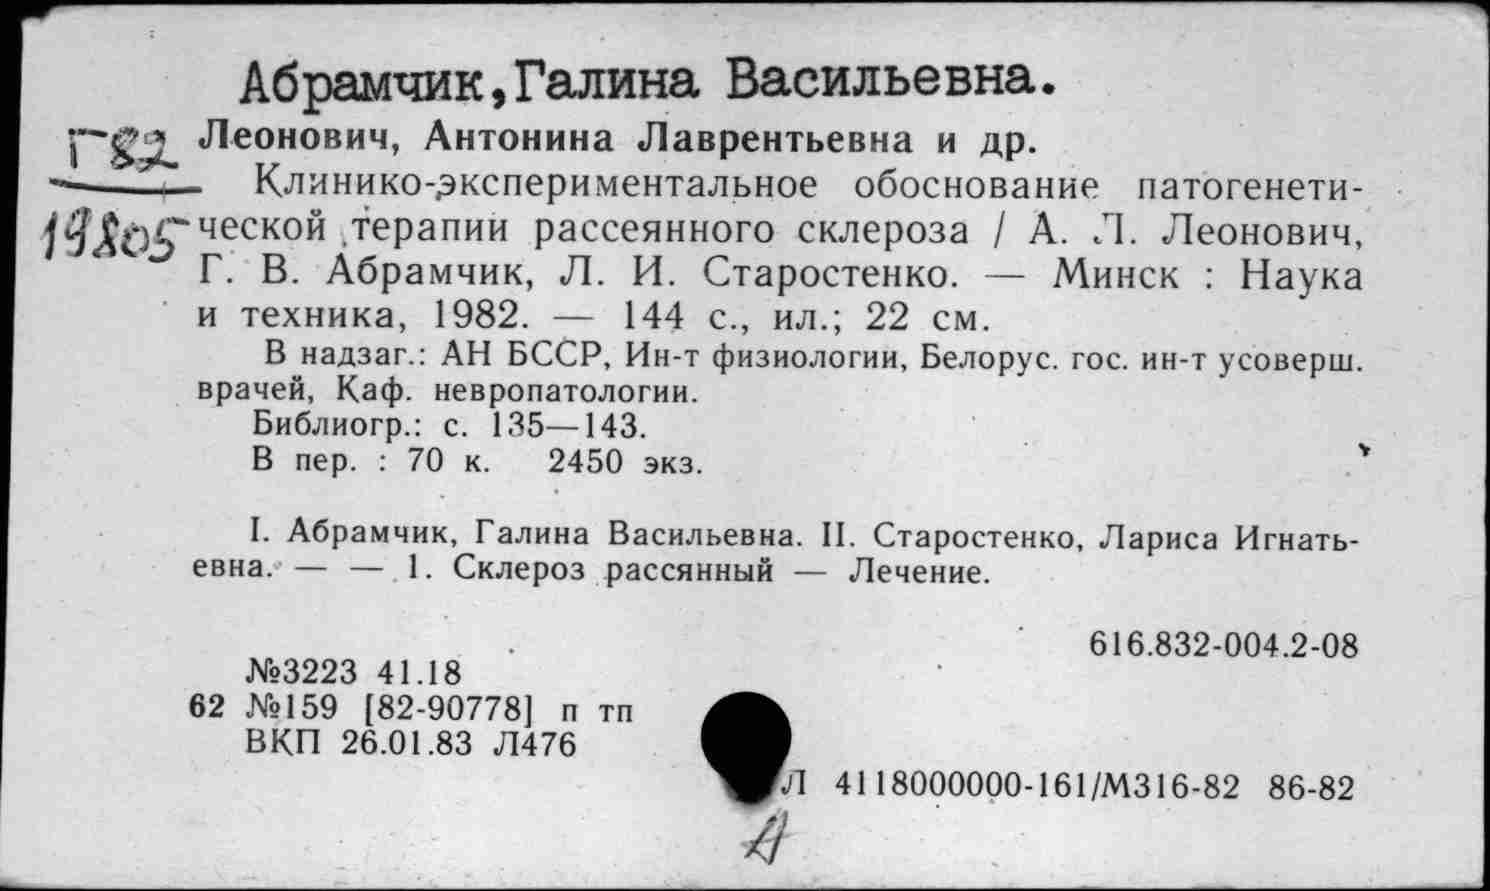 Абрамчик,Галина Васильевна.
Г82 Леонович, Антонина Лаврентьевна и др.
Клинико-экспериментальное обоснование патогенети-
19805 ческой терапии рассеянного склероза / А. Л. Леонович,
Г. В. Абрамчик, Л. И. Старостенко. — Минск : Наука
и техника, 1982. — 144 с., ил.; 22 см.
В надзаг.: АН БССР, Ин-т физиологии, Белорус. гос. ин-т усоверш.
врачей, Каф. невропатологии.
Библиогр.: с. 135—143.
В пер. : 70 к. 2450 экз.
I. Абрамчик, Галина Васильевна. II. Старостенко, Лариса Игнать-
евна. — — 1. Склероз рассянный — Лечение.
616.832-004.2-08
№3223 41.18
62 №159 [82-90778] п тп
ВКП 26.01.83 Л476
Л 4118000000-161/М316-82 86-82
А